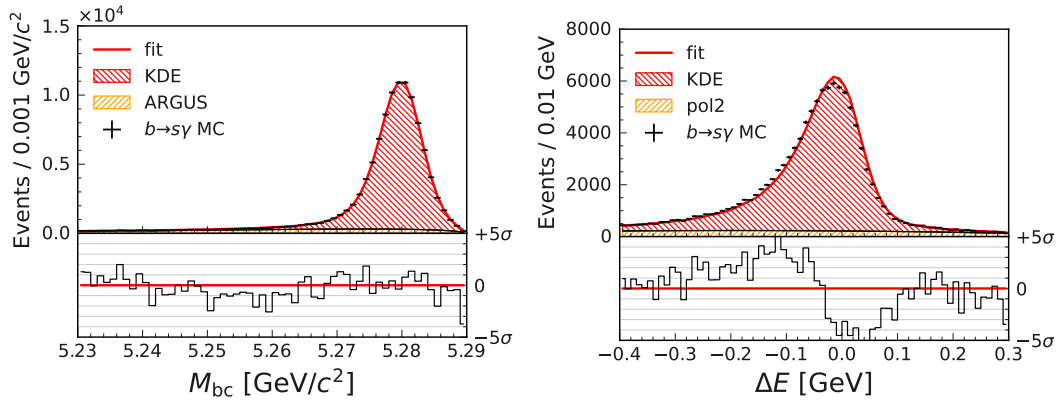 ×10⁴
1.5
1.0
0.5
0.0
Events / 0.001 GeV/c²
fit
KDE
ARGUS
b→sγ MC
+5σ
0
−5σ
5.23 5.24 5.25 5.26 5.27 5.28 5.29
M_bc [GeV/c²]
8000
6000
4000
2000
0
Events / 0.01 GeV
fit
KDE
pol2
b→sγ MC
+5σ
0
−5σ
−0.4 −0.3 −0.2 −0.1 0.0 0.1 0.2 0.3
ΔE [GeV]